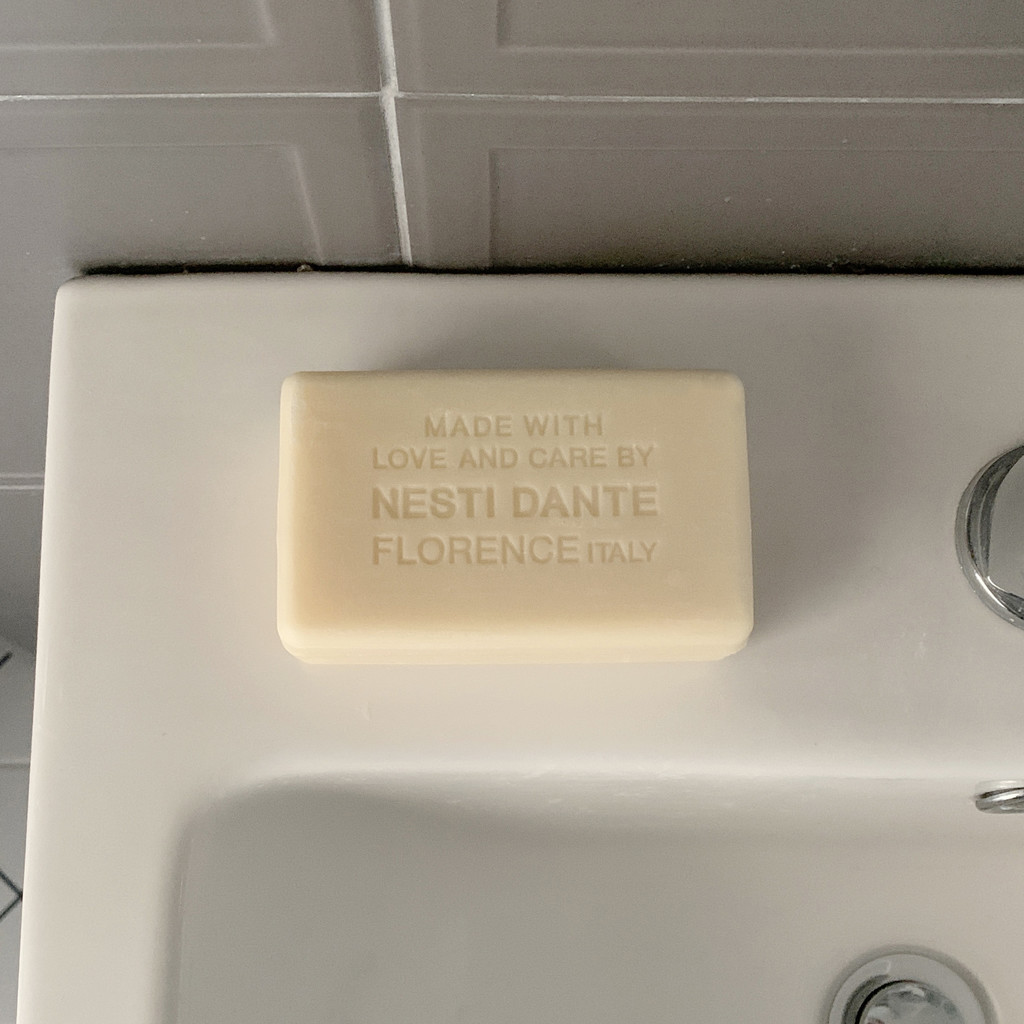 MADE WITH
LOVE AND CARE BY
NESTI DANTE
FLORENCE ITALY